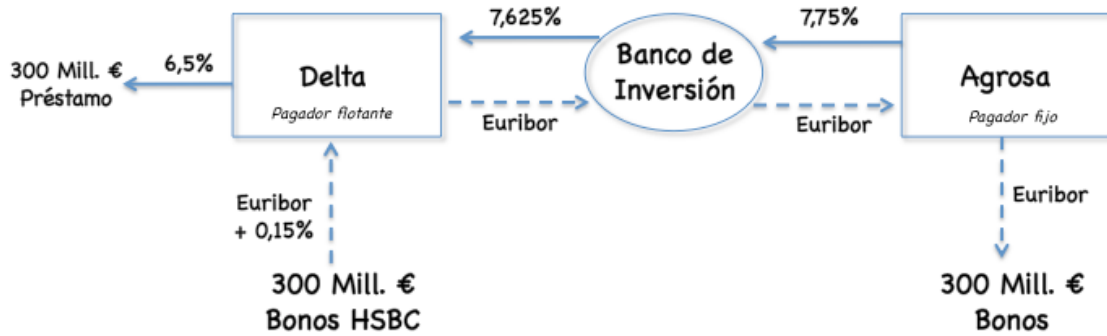 7,625%
7,75%
300 Mill. €
Préstamo
6,5%
Delta
Pagador flotante
Banco de
Inversión
Agrosa
Pagador fijo
Euribor
Euribor
Euribor
+ 0,15%
Euribor
300 Mill. €
Bonos HSBC
300 Mill. €
Bonos